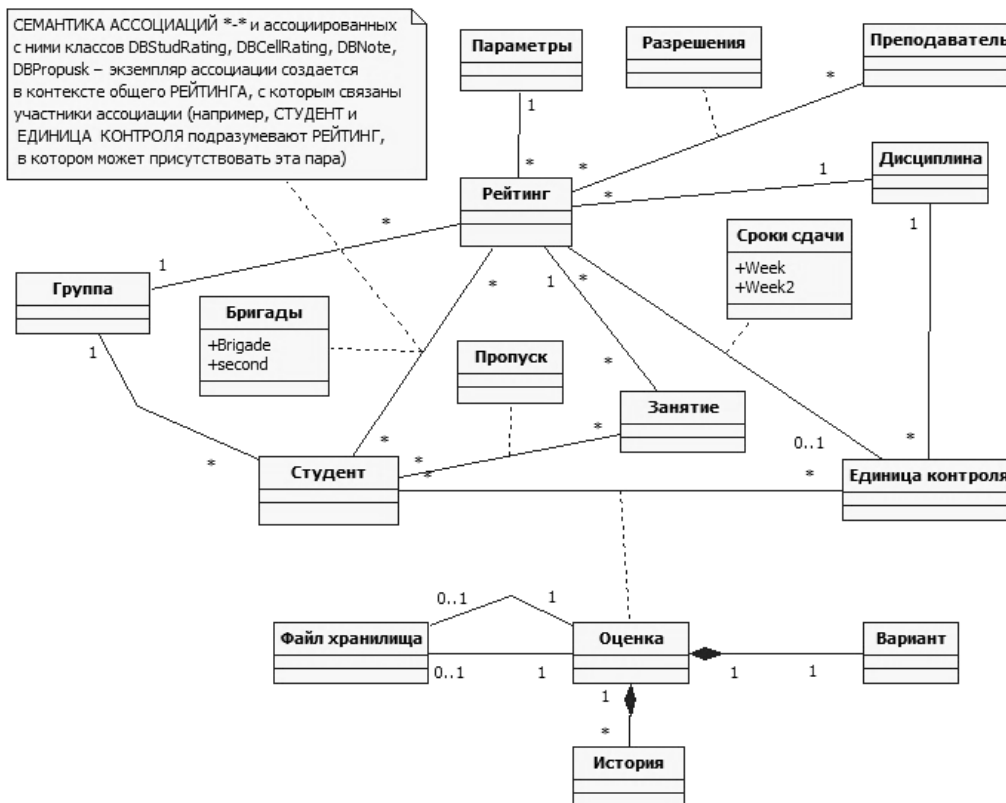 СЕМАНТИКА АССОЦИАЦИЙ *-* и ассоциированных
с ними классов DBStudRating, DBCellRating, DBNote,
DBPropusk – экземпляр ассоциации создается
в контексте общего РЕЙТИНГА, с которым связаны
участники ассоциации (например, СТУДЕНТ и
ЕДИНИЦА КОНТРОЛЯ подразумевают РЕЙТИНГ,
в котором может присутствовать эта пара)
Параметры
Разрешения
Преподаватель
*
1
Дисциплина
*
*
1
*
Рейтинг
*
1
Сроки сдачи
+Week
+Week2
1
*
1
*
Группа
Бригады
+Brigade
+second
1
Пропуск
*
Занятие
*
*
*
0..1
*
*
*
*
Студент
Единица контроля
0..1
1
Файл хранилища
Оценка
Вариант
0..1
1
1
1
1
*
История